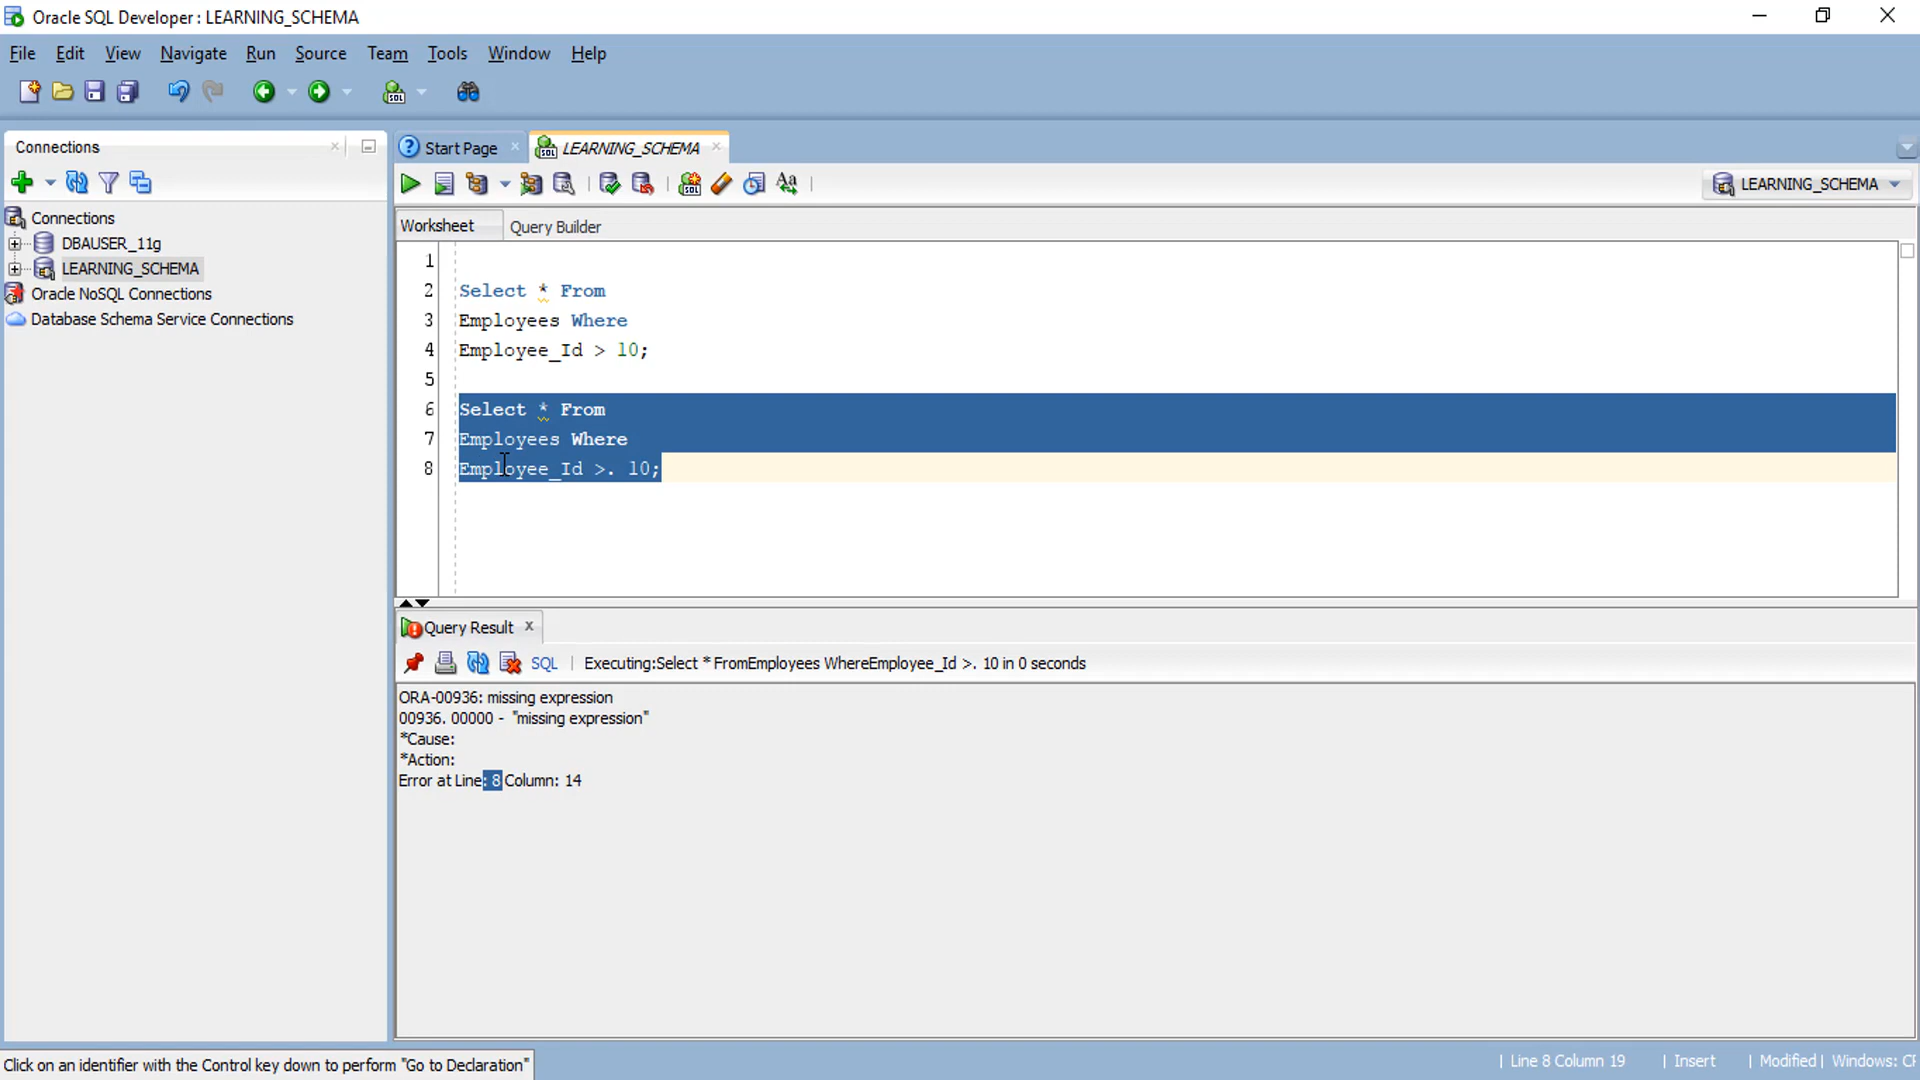 Oracle SQL Developer : LEARNING_SCHEMA
File Edit View Navigate Run Source Team Tools Window Help
Connections
Start Page
LEARNING_SCHEMA
LEARNING_SCHEMA
Connections
DBAUSER_11g
LEARNING_SCHEMA
Oracle NoSQL Connections
Database Schema Service Connections
Worksheet Query Builder
1
2 Select * From
3 Employees Where
4 Employee_Id > 10;
5
6 Select * From
7 Employees Where
8 Employee_Id >. 10;
Query Result
SQL | Executing:Select * FromEmployees WhereEmployee_Id >. 10 in 0 seconds
ORA-00936: missing expression
00936. 00000 - "missing expression"
*Cause:
*Action:
Error at Line: 8 Column: 14
Click on an identifier with the Control key down to perform "Go to Declaration"
| Line 8 Column 19 | Insert | Modified | Windows: CF